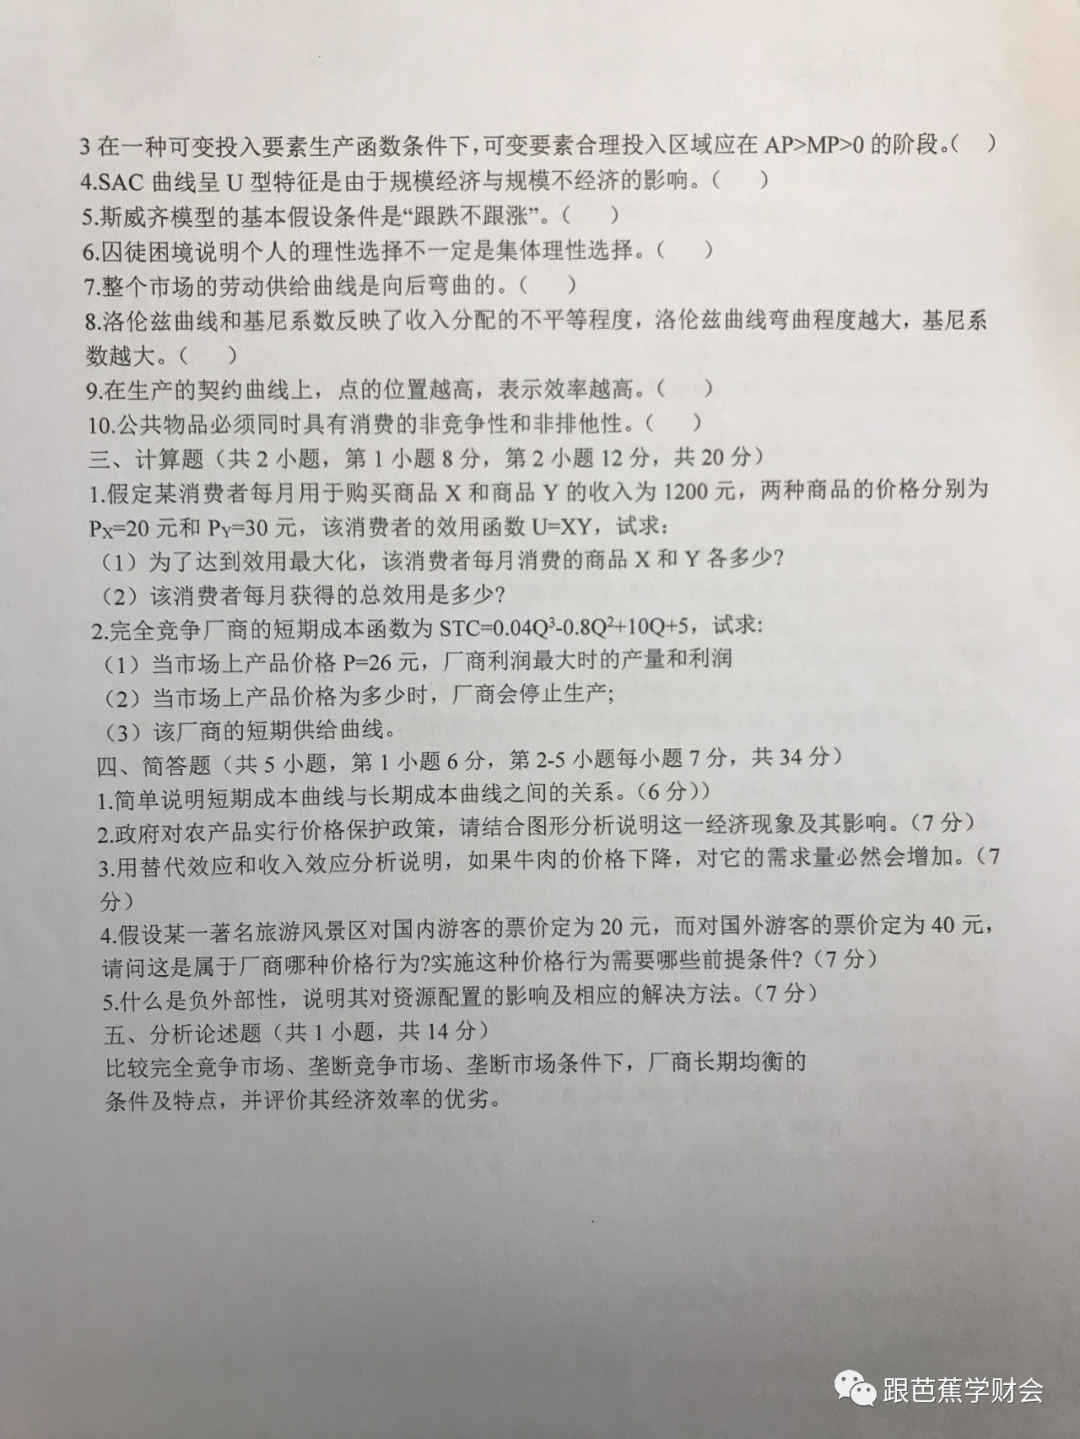 3在一种可变投入要素生产函数条件下,可变要素合理投入区域应在 AP>MP>0 的阶段。(　)
4.SAC 曲线呈 U 型特征是由于规模经济与规模不经济的影响。(　)
5.斯威齐模型的基本假设条件是“跟跌不跟涨”。(　)
6.囚徒困境说明个人的理性选择不一定是集体理性选择。(　)
7.整个市场的劳动供给曲线是向后弯曲的。(　)
8.洛伦兹曲线和基尼系数反映了收入分配的不平等程度，洛伦兹曲线弯曲程度越大，基尼系
数越大。(　)
9.在生产的契约曲线上，点的位置越高，表示效率越高。(　)
10.公共物品必须同时具有消费的非竞争性和非排他性。(　)
三、计算题（共 2 小题，第 1 小题 8 分，第 2 小题 12 分，共 20 分）
1.假定某消费者每月用于购买商品 X 和商品 Y 的收入为 1200 元，两种商品的价格分别为
Pₓ=20 元和 PY=30 元，该消费者的效用函数 U=XY，试求：
（1）为了达到效用最大化，该消费者每月消费的商品 X 和 Y 各多少?
（2）该消费者每月获得的总效用是多少?
2.完全竞争厂商的短期成本函数为 STC=0.04Q³-0.8Q²+10Q+5，试求:
（1）当市场上产品价格 P=26 元，厂商利润最大时的产量和利润
（2）当市场上产品价格为多少时，厂商会停止生产;
（3）该厂商的短期供给曲线。
四、简答题（共 5 小题，第 1 小题 6 分，第 2-5 小题每小题 7 分，共 34 分）
1.简单说明短期成本曲线与长期成本曲线之间的关系。（6 分））
2.政府对农产品实行价格保护政策，请结合图形分析说明这一经济现象及其影响。（7 分）
3.用替代效应和收入效应分析说明，如果牛肉的价格下降，对它的需求量必然会增加。（7
分）
4.假设某一著名旅游风景区对国内游客的票价定为 20 元，而对国外游客的票价定为 40 元，
请问这是属于厂商哪种价格行为?实施这种价格行为需要哪些前提条件?（7 分）
5.什么是负外部性，说明其对资源配置的影响及相应的解决方法。（7 分）
五、分析论述题（共 1 小题，共 14 分）
比较完全竟争市场、垄断竞争市场、垄断市场条件下，厂商长期均衡的
条件及特点，并评价其经济效率的优劣。
跟芭蕉学财会